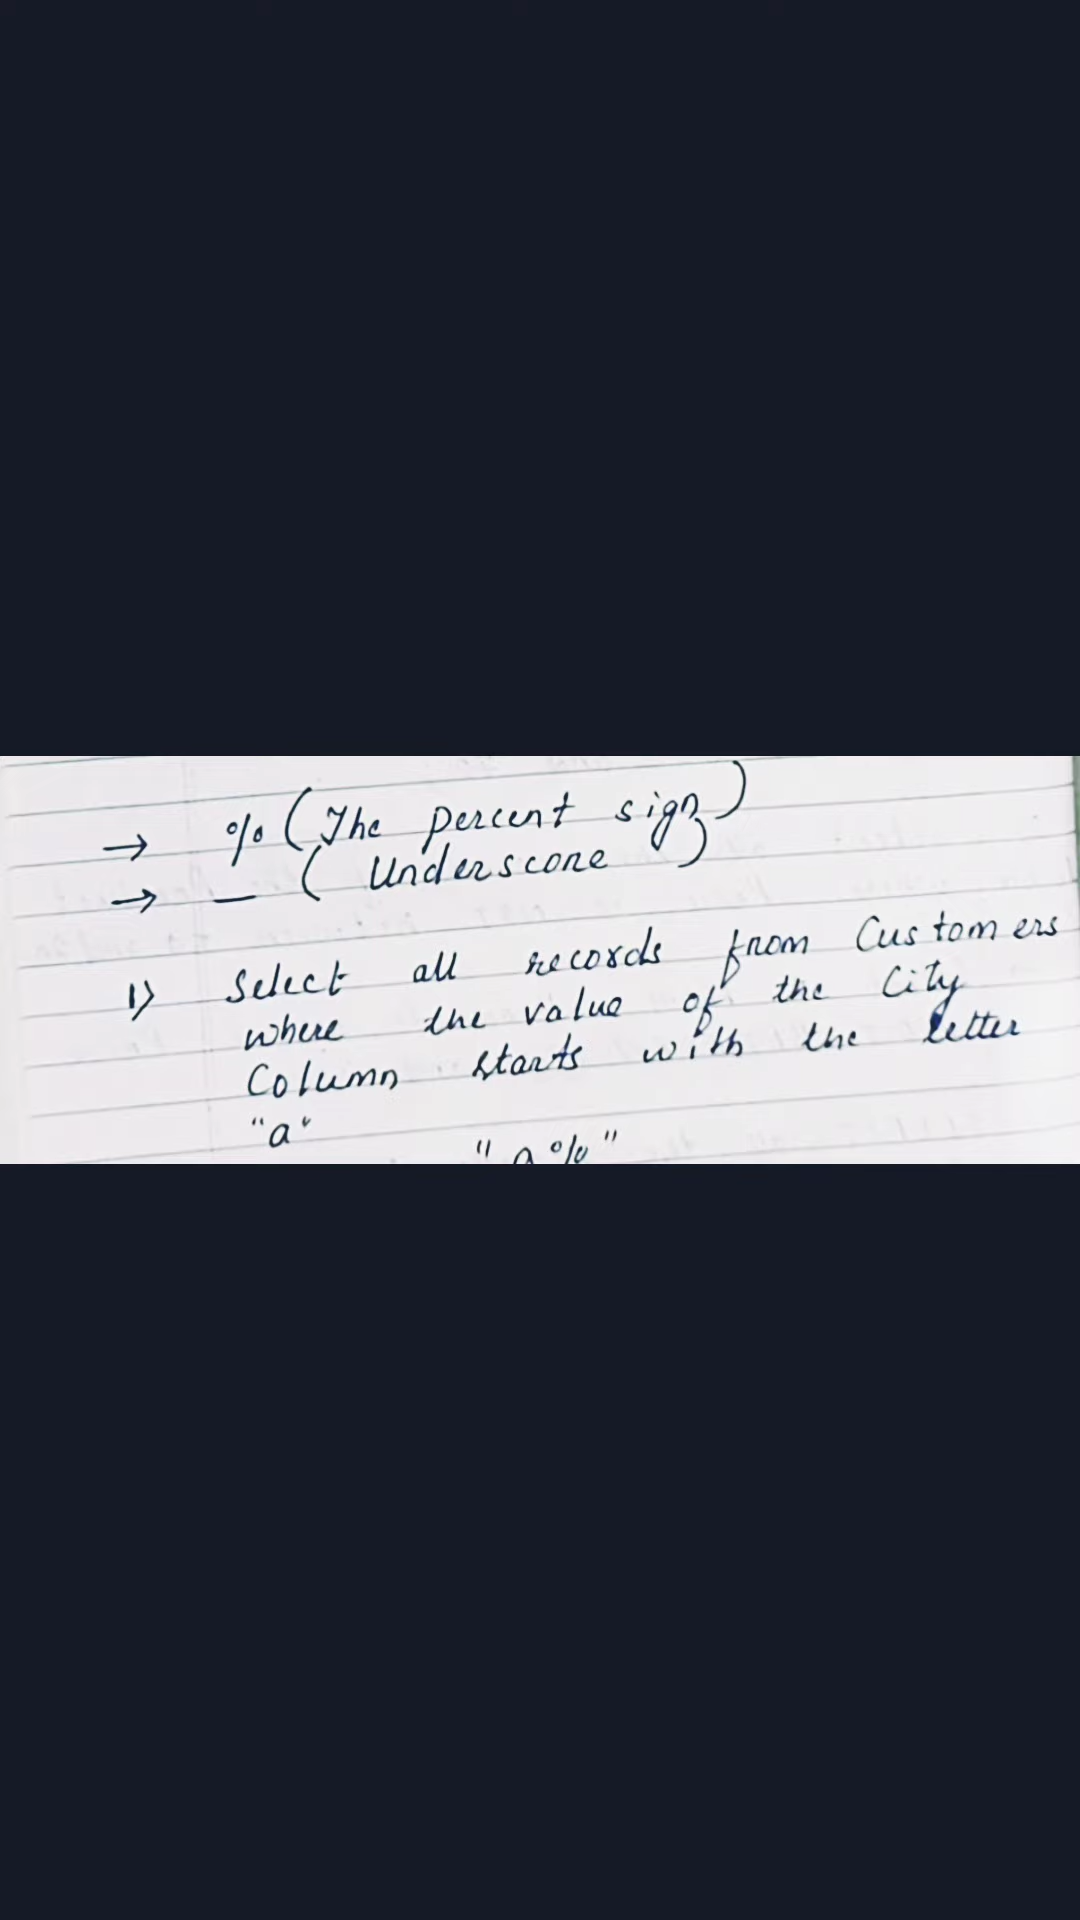 → % (The percent sign)
→ _ ( Underscore )
1) Select all records from Customers
where the value of the City
Column starts with the letter
"a"
"a%"